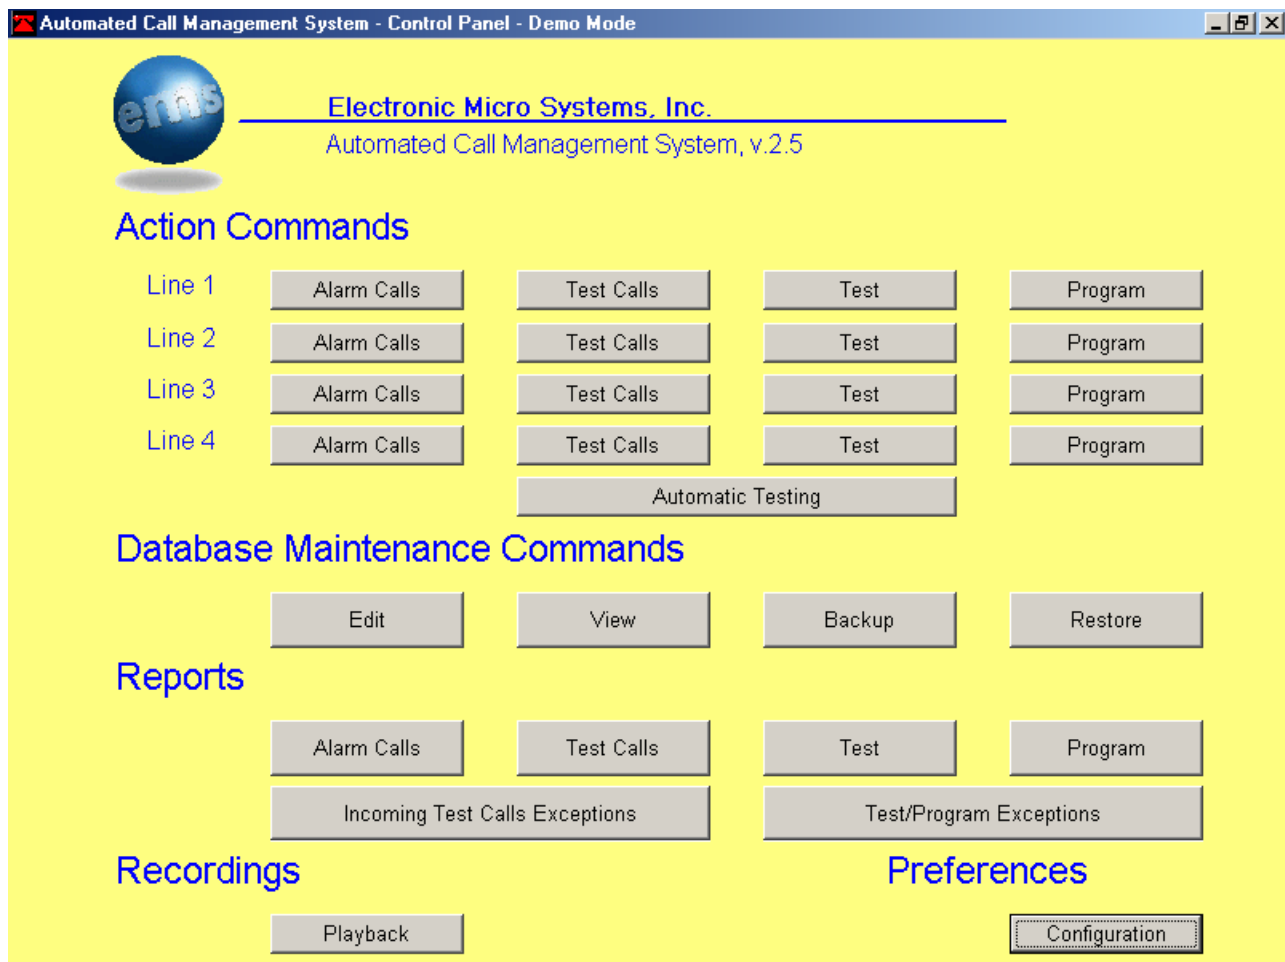 Automated Call Management System - Control Panel - Demo Mode
ems
Electronic Micro Systems, Inc.
Automated Call Management System, v.2.5
Action Commands
Line 1 Alarm Calls Test Calls Test Program
Line 2 Alarm Calls Test Calls Test Program
Line 3 Alarm Calls Test Calls Test Program
Line 4 Alarm Calls Test Calls Test Program
Automatic Testing
Database Maintenance Commands
Edit View Backup Restore
Reports
Alarm Calls Test Calls Test Program
Incoming Test Calls Exceptions Test/Program Exceptions
Recordings Preferences
Playback Configuration